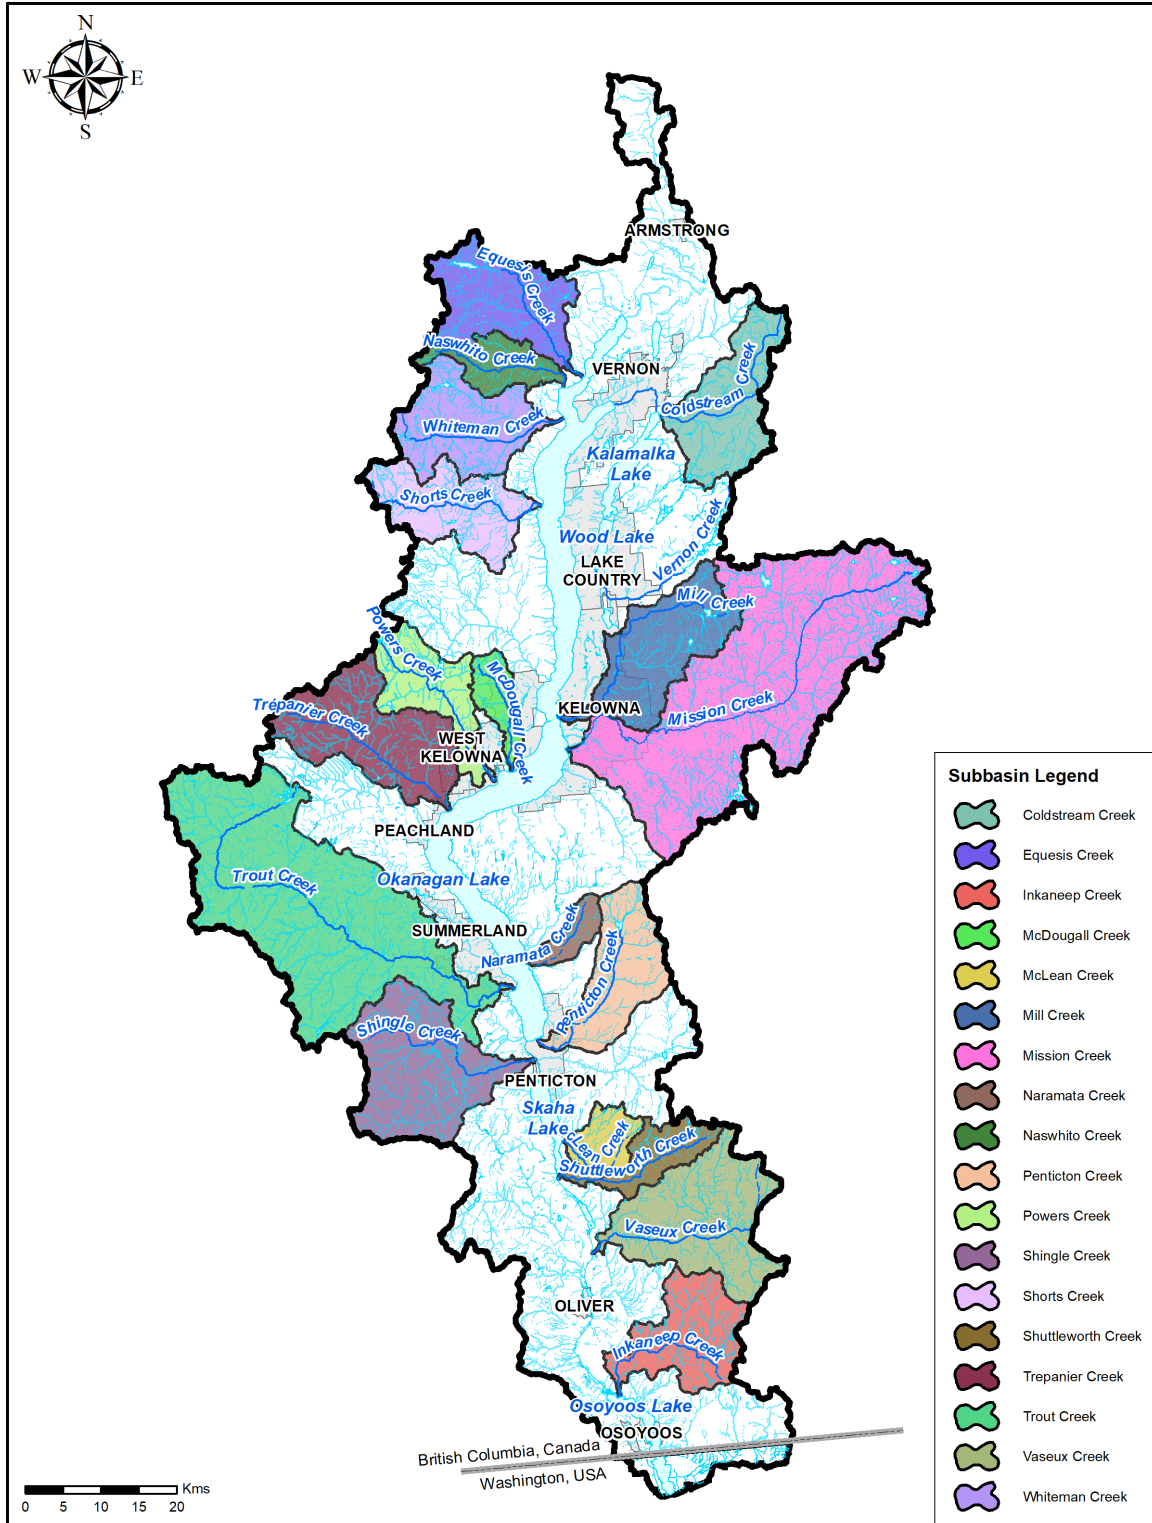 N
W
E
S
ARMSTRONG
Equesis Creek
Naswhito Creek
VERNON
Coldstream Creek
Whiteman Creek
Kalamalka
Lake
Shorts Creek
Vernon Creek
Wood Lake
LAKE
COUNTRY
Mill Creek
Powers Creek
McDougall Creek
Mission Creek
Trépanier Creek
KELOWNA
WEST
KELOWNA
PEACHLAND
Trout Creek
Okanagan Lake
SUMMERLAND
Naramata Creek
Penticton Creek
Shingle Creek
PENTICTON
Skaha
Lake
cLean Creek
Shuttleworth Creek
Vaseux Creek
OLIVER
Inkaneep Creek
Osoyoos Lake
OSOYOOS
British Columbia, Canada
Washington, USA
Kms
0 5 10 15 20
Subbasin Legend
Coldstream Creek
Equesis Creek
Inkaneep Creek
McDougall Creek
McLean Creek
Mill Creek
Mission Creek
Naramata Creek
Naswhito Creek
Penticton Creek
Powers Creek
Shingle Creek
Shorts Creek
Shuttleworth Creek
Trepanier Creek
Trout Creek
Vaseux Creek
Whiteman Creek